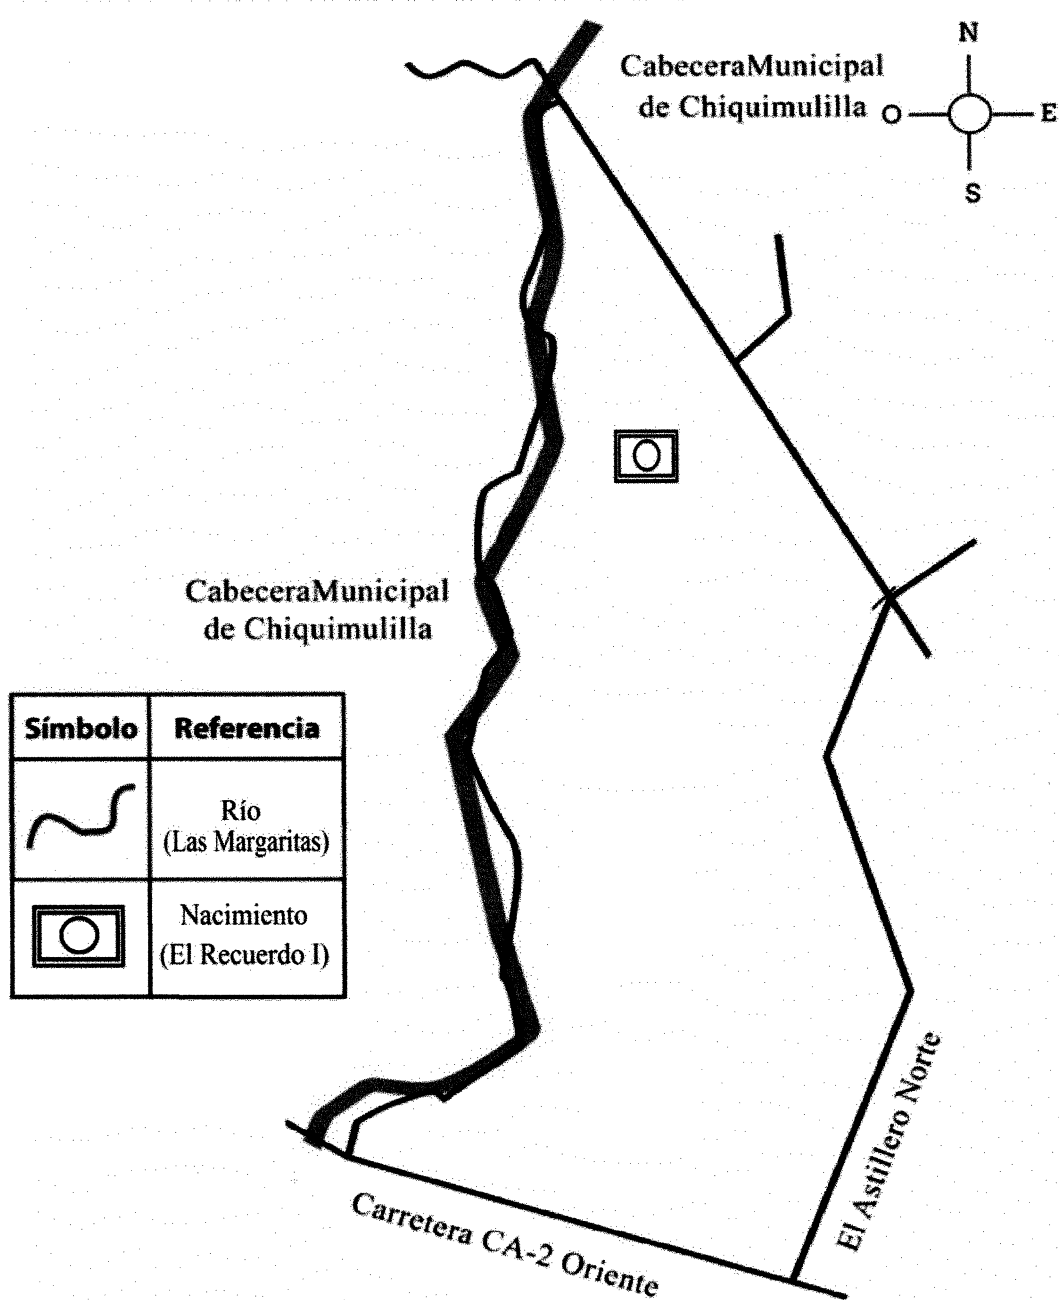 CabeceraMunicipal
de Chiquimulilla
N
O
E
S
CabeceraMunicipal
de Chiquimulilla
Símbolo Referencia
Río
(Las Margaritas)
Nacimiento
(El Recuerdo I)
El Astillero Norte
Carretera CA-2 Oriente